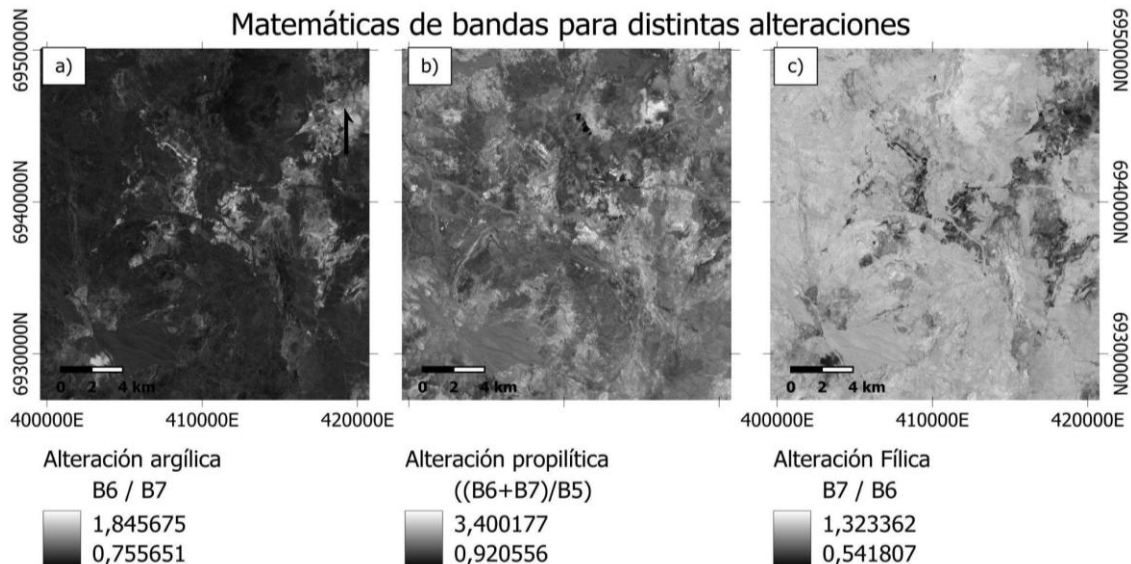 Matemáticas de bandas para distintas alteraciones
a)
b)
c)
6950000N
6940000N
6930000N
6950000N
6940000N
6930000N
0 2 4 km
0 2 4 km
0 2 4 km
400000E 410000E 420000E
400000E 410000E 420000E
Alteración argílica
B6 / B7
1,845675
0,755651
Alteración propilítica
((B6+B7)/B5)
3,400177
0,920556
Alteración Fílica
B7 / B6
1,323362
0,541807